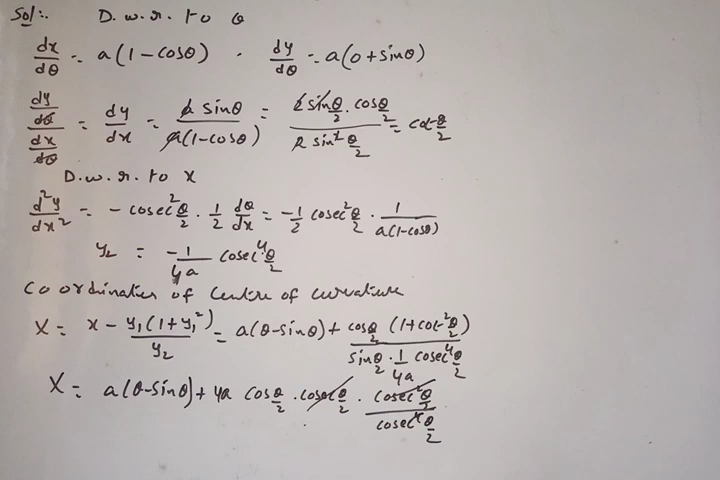 Sol:- D.w.r. to θ
dx/dθ = a(1-cosθ) . dy/dθ = a(0+sinθ)
(dy/dθ)/(dx/dθ) = dy/dx = a sinθ / a(1-cosθ) = 2 sin θ/2 . cos θ/2 / 2 sin² θ/2 = cot θ/2
D.w.r. to x
d²y/dx² = - cosec² θ/2 . 1/2 dθ/dx = -1/2 cosec² θ/2 . 1/a(1-cosθ)
y₂ = -1/4a cosec⁴ θ/2
Coordinates of Centre of curvature
X = x - y₁(1+y₁²)/y₂ = a(θ-sinθ) + cos θ/2 (1+cot² θ/2) / sin θ/2 . 1/4a cosec⁴ θ/2
X = a(θ-sinθ) + 4a cos θ/2 . cosec θ/2 . cosec² θ/2 / cosec⁴ θ/2